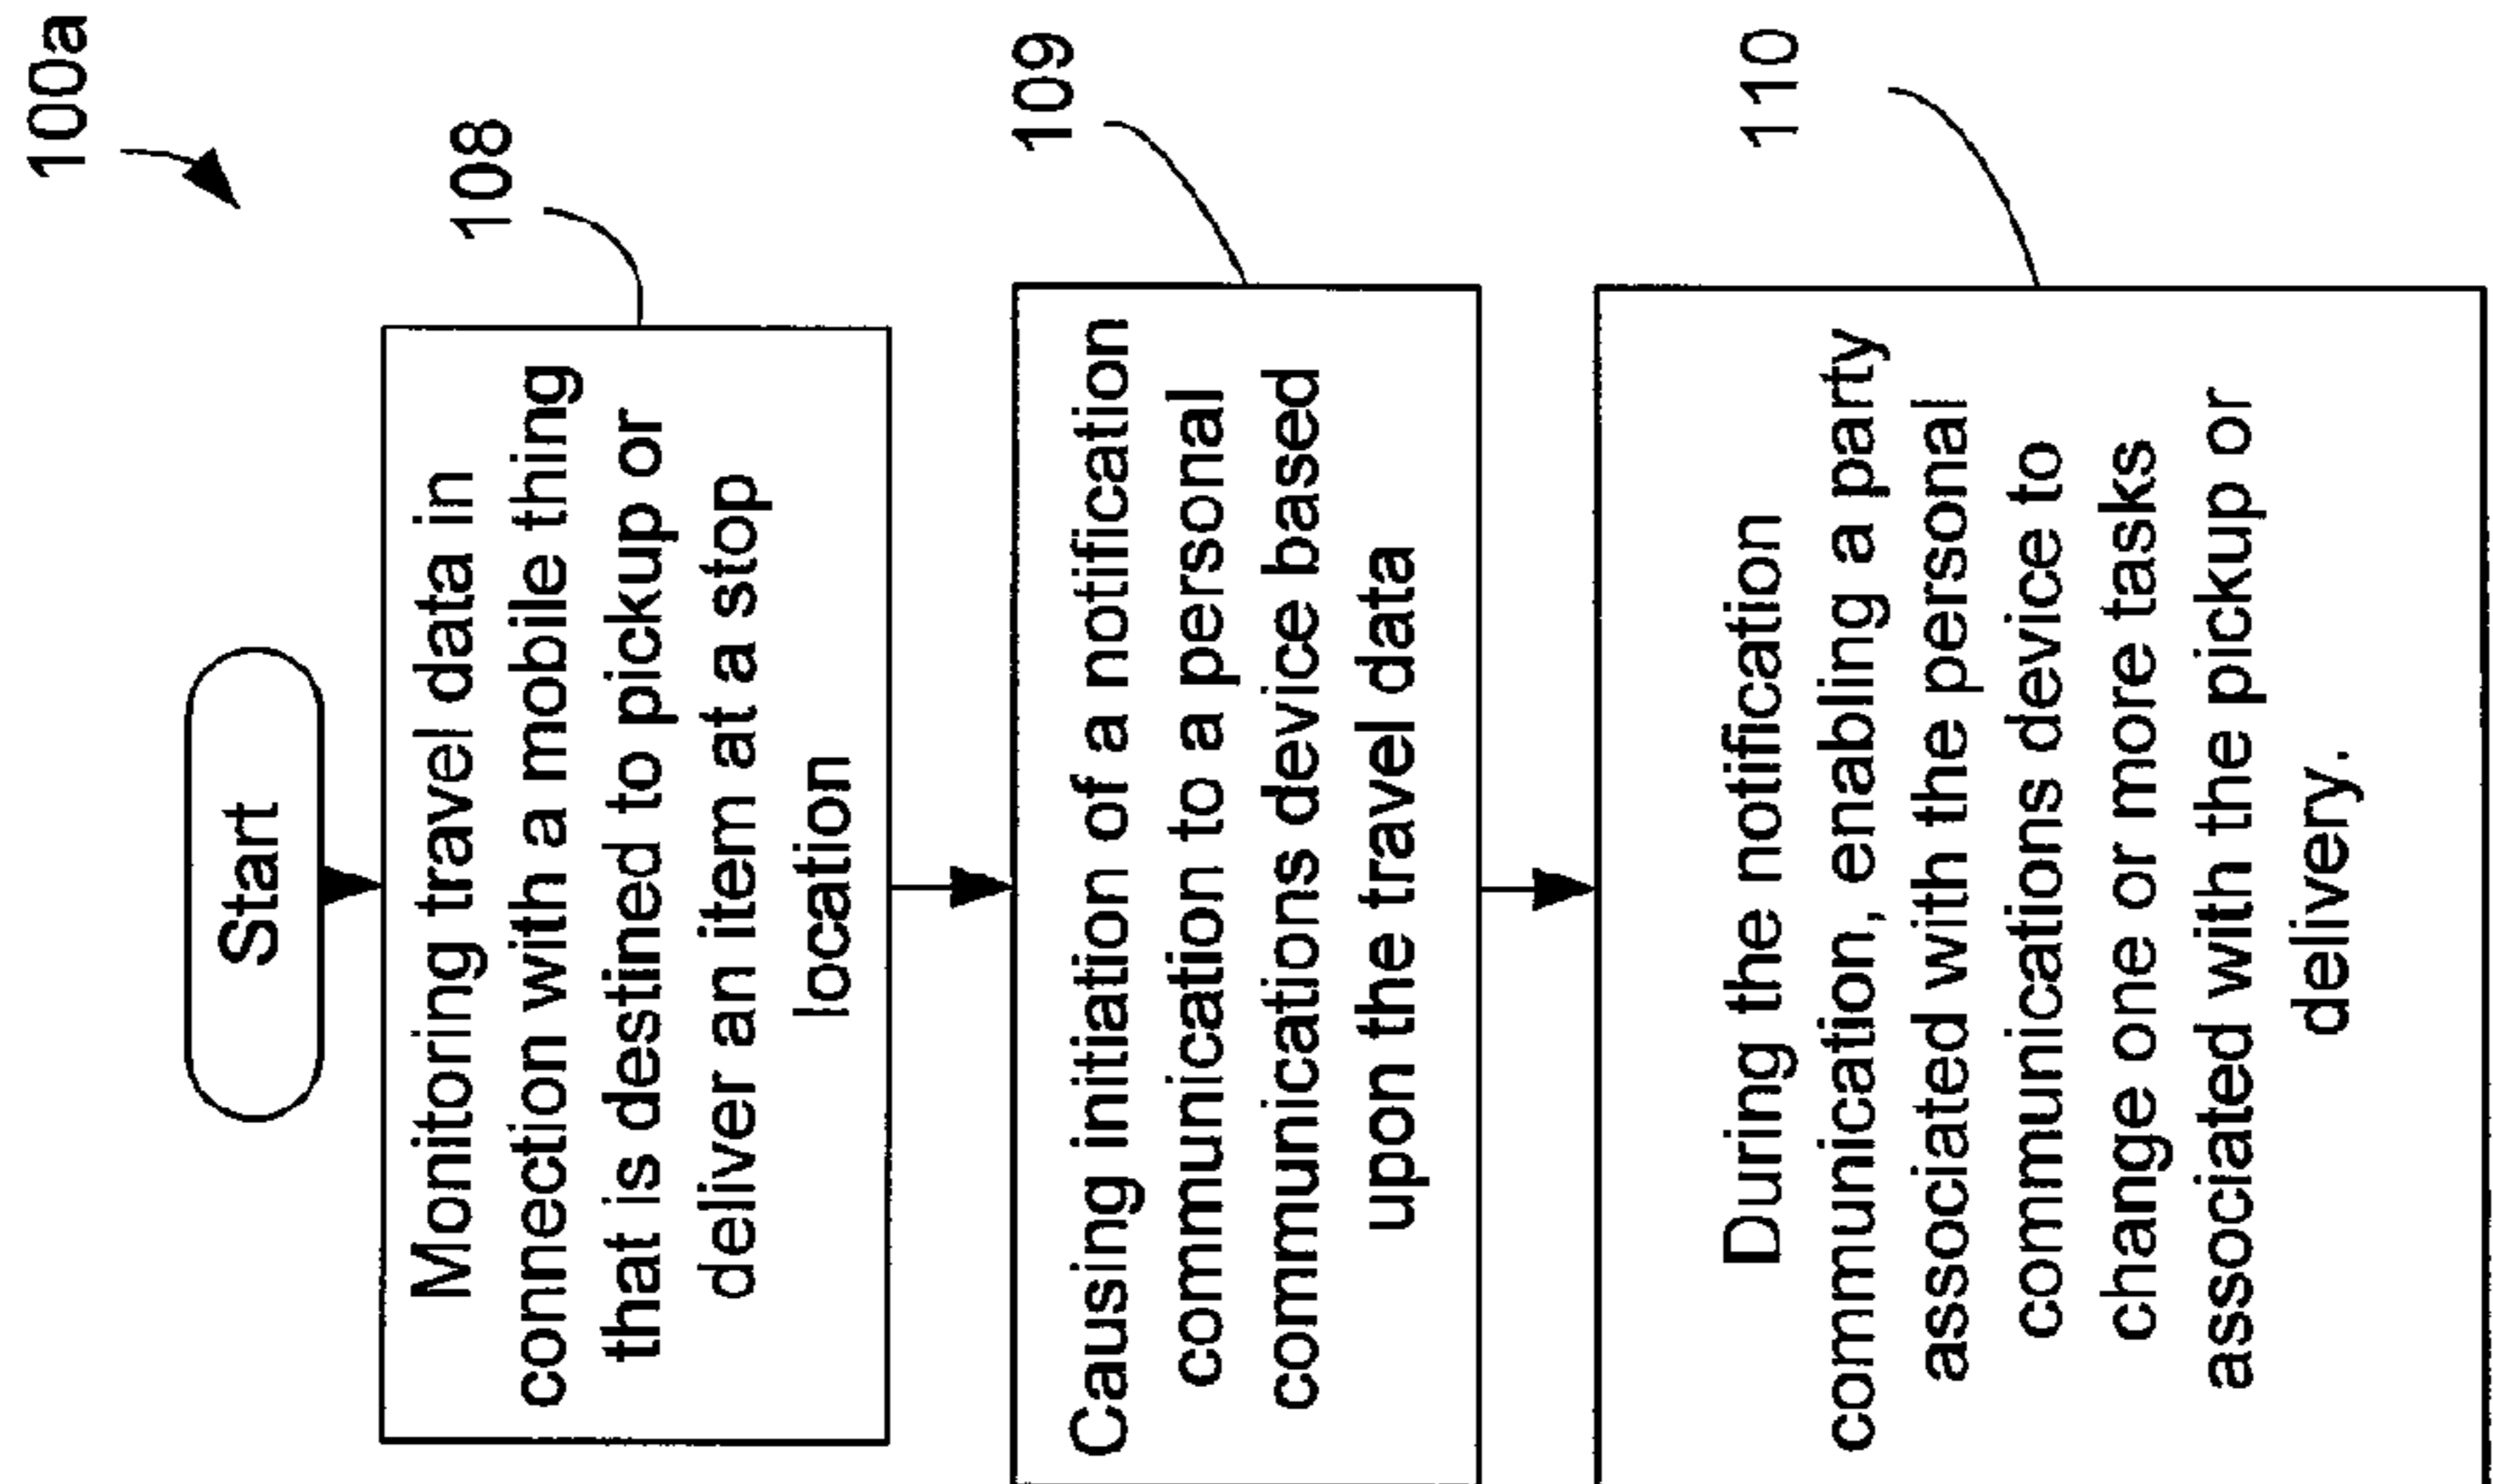 100a
Start
108
Monitoring travel data in
connection with a mobile thing
that is destined to pickup or
deliver an item at a stop
location
109
Causing initiation of a notification
communication to a personal
communications device based
upon the travel data
110
During the notification
communication, enabling a party
associated with the personal
communications device to
change one or more tasks
associated with the pickup or
delivery.